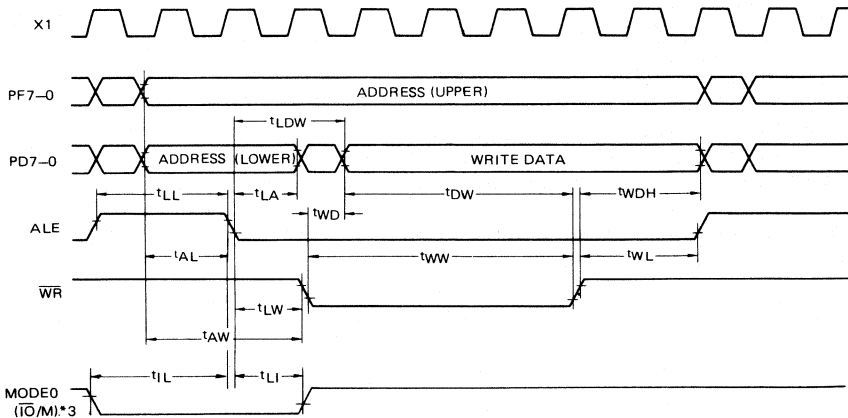 X1
PF7–0
ADDRESS (UPPER)
tLDW
PD7–0
ADDRESS (LOWER)
WRITE DATA
tLL
tLA
tWD
tDW
tWDH
ALE
tAL
tWW
tWL
WR
tLW
tAW
tIL
tLI
MODE0
(IO/M).*3